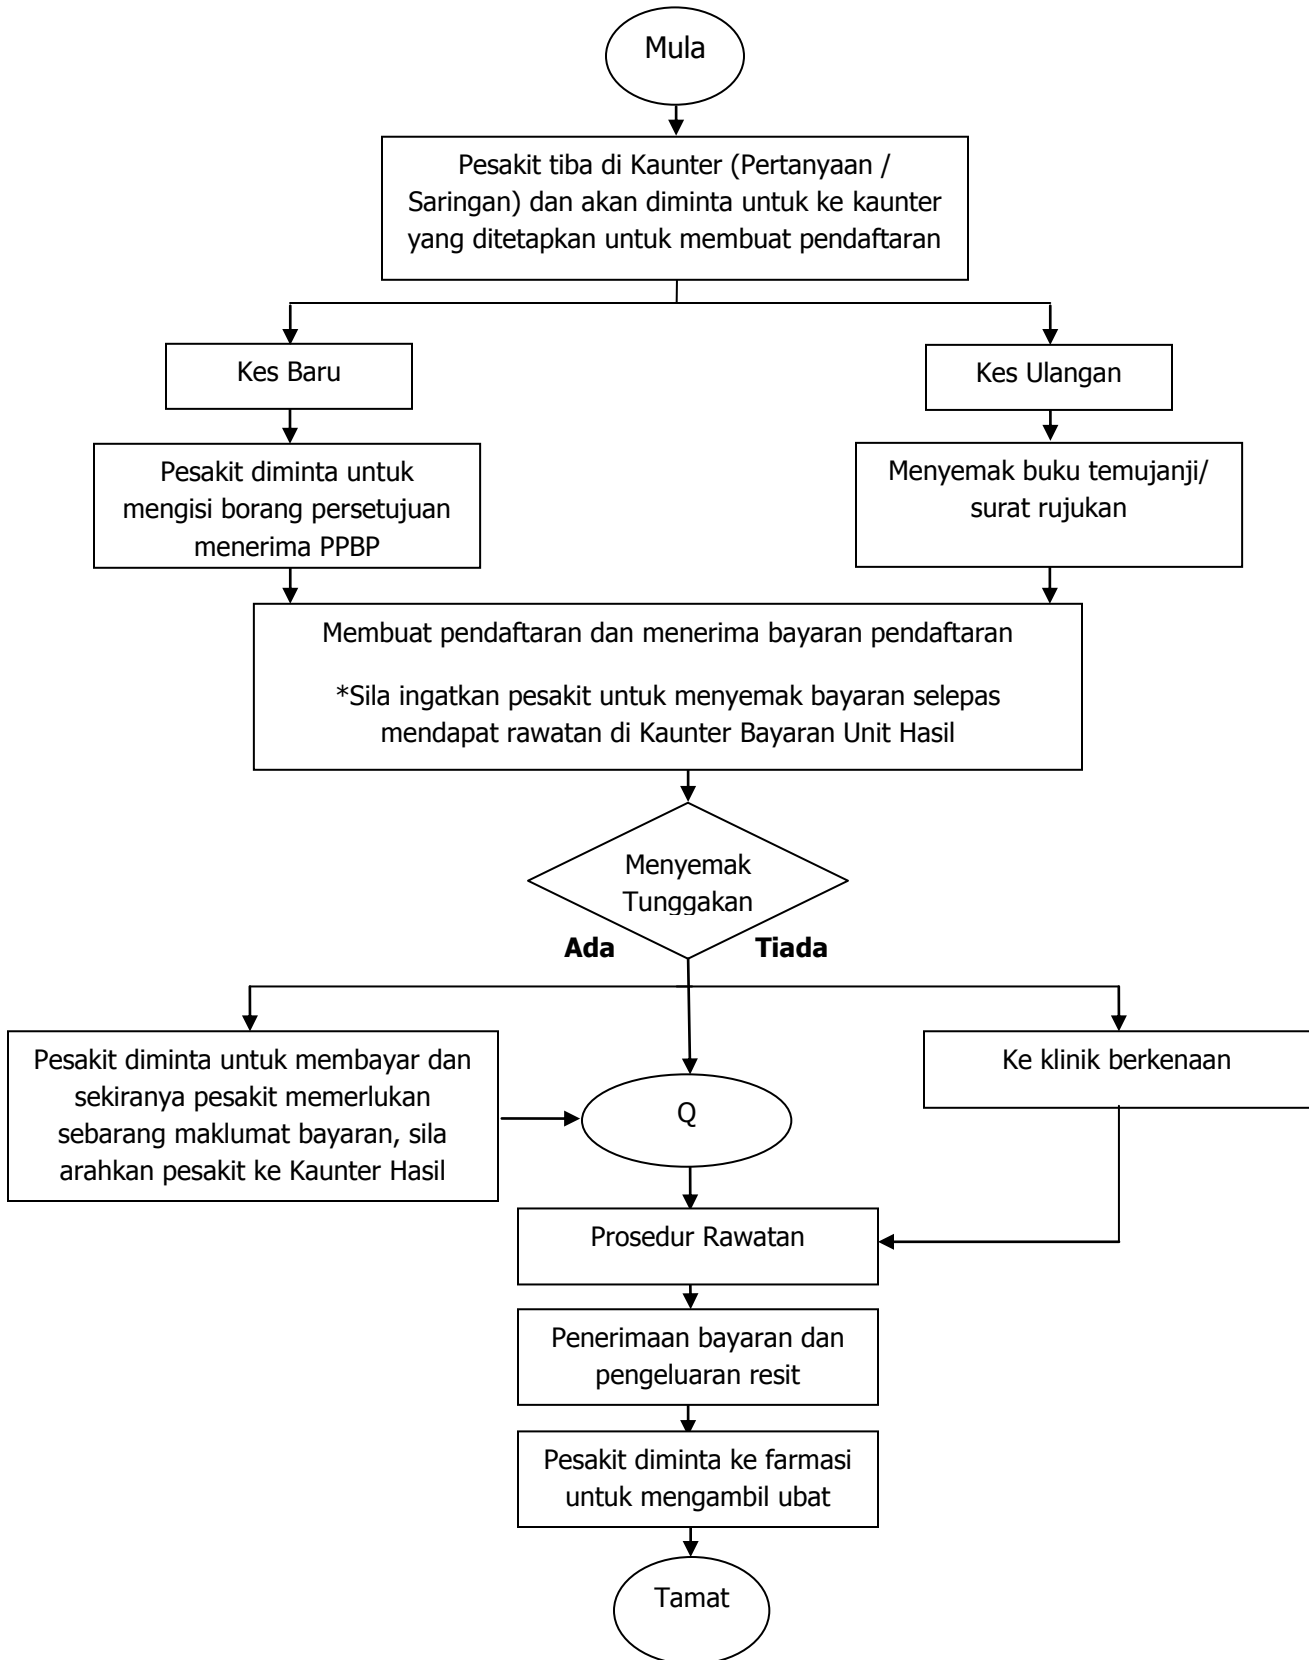 Mula
Pesakit tiba di Kaunter (Pertanyaan /
Saringan) dan akan diminta untuk ke kaunter
yang ditetapkan untuk membuat pendaftaran
Kes Baru
Kes Ulangan
Pesakit diminta untuk
mengisi borang persetujuan
menerima PPBP
Menyemak buku temujanji/
surat rujukan
Membuat pendaftaran dan menerima bayaran pendaftaran
*Sila ingatkan pesakit untuk menyemak bayaran selepas
mendapat rawatan di Kaunter Bayaran Unit Hasil
Menyemak
Tunggakan
Ada
Tiada
Pesakit diminta untuk membayar dan
sekiranya pesakit memerlukan
sebarang maklumat bayaran, sila
arahkan pesakit ke Kaunter Hasil
Q
Ke klinik berkenaan
Prosedur Rawatan
Penerimaan bayaran dan
pengeluaran resit
Pesakit diminta ke farmasi
untuk mengambil ubat
Tamat